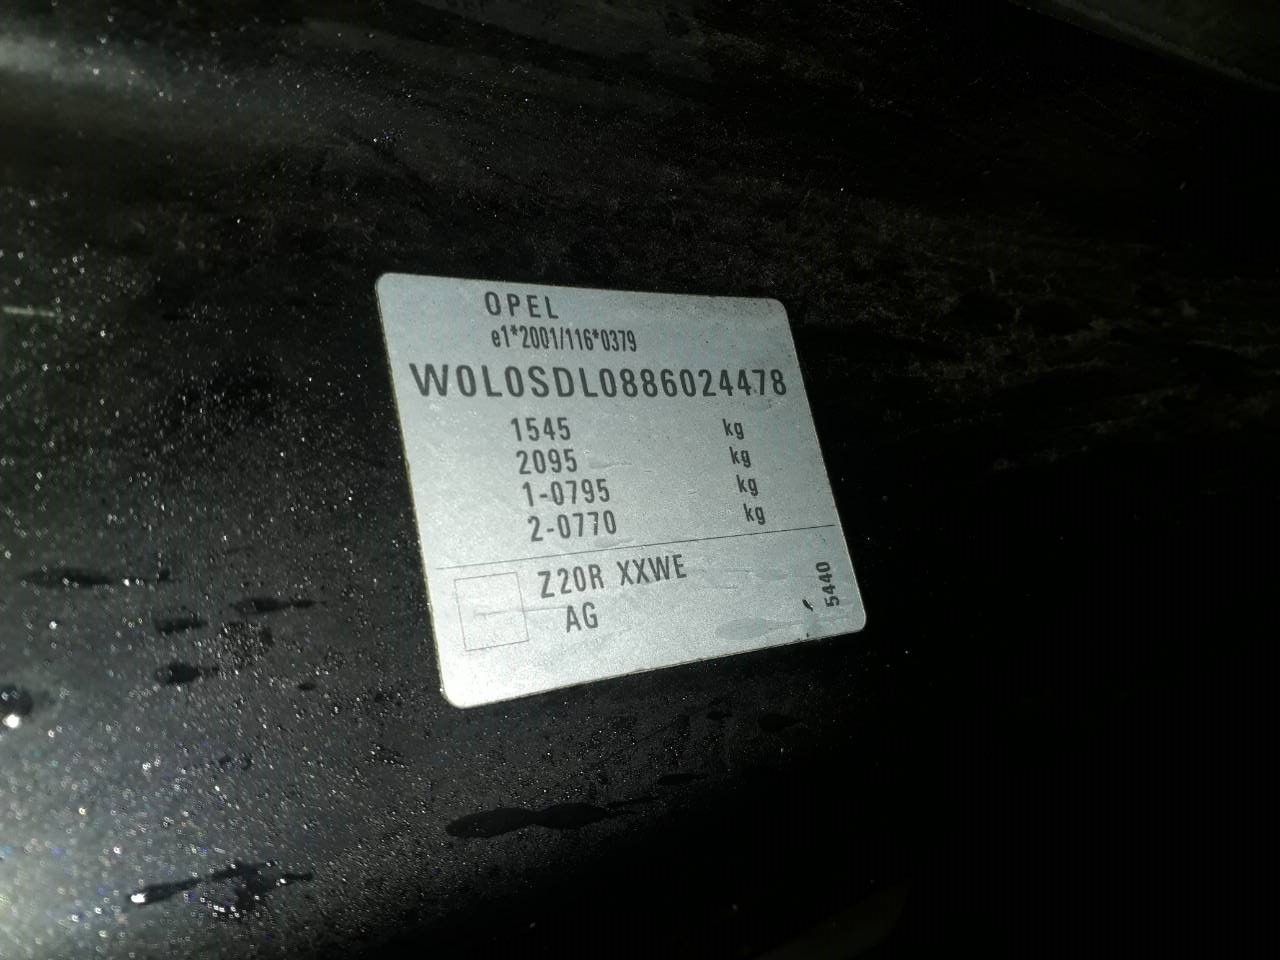 OPEL
e1*2001/116*0379
W0L0SDL0886024478
1545 kg
2095 kg
1-0795 kg
2-0770 kg
Z20R XXWE
AG
5440